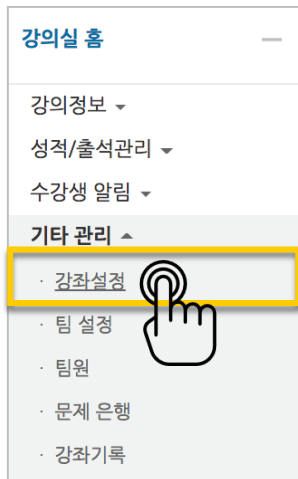 강의실 홈
강의정보
성적/출석관리
수강생 알림
기타 관리
· 강좌설정
· 팀 설정
· 팀원
· 문제 은행
· 강좌기록